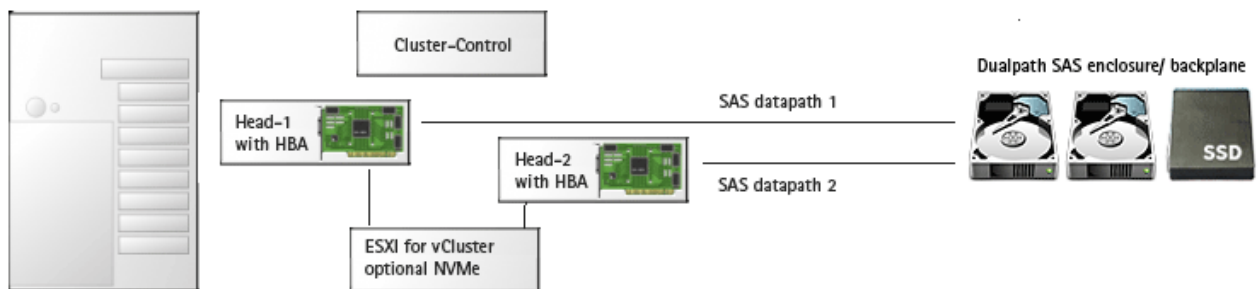 Cluster-Control
Dualpath SAS enclosure/ backplane
SAS datapath 1
Head-1
with HBA
Head-2
with HBA
SAS datapath 2
SSD
ESXI for vCluster
optional NVMe